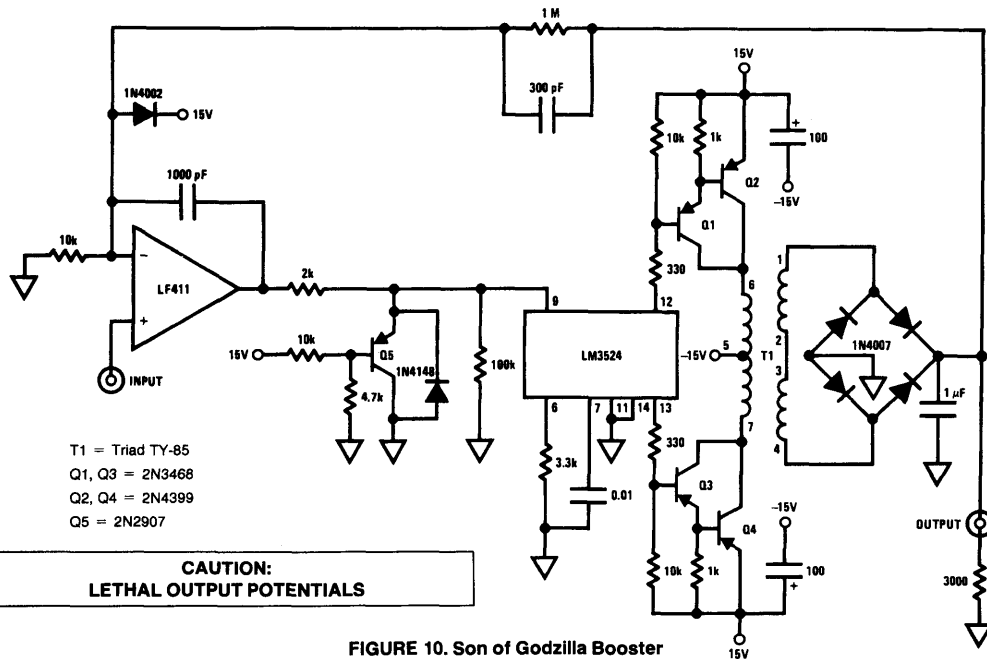 1 M
300 pF
1N4002
15V
1000 pF
10k
LF411
INPUT
2k
15V
10k
Q5
4.7k
1N4148
100k
9
12
LM3524
6
7
11
14
13
3.3k
0.01
15V
10k
1k
Q2
Q1
100
+
-15V
330
6
-15V
5
T1
7
1
2
3
4
1N4007
1 µF
330
Q3
Q4
10k
1k
-15V
100
+
15V
OUTPUT
3000
T1 = Triad TY-85
Q1, Q3 = 2N3468
Q2, Q4 = 2N4399
Q5 = 2N2907
CAUTION:
LETHAL OUTPUT POTENTIALS
FIGURE 10. Son of Godzilla Booster